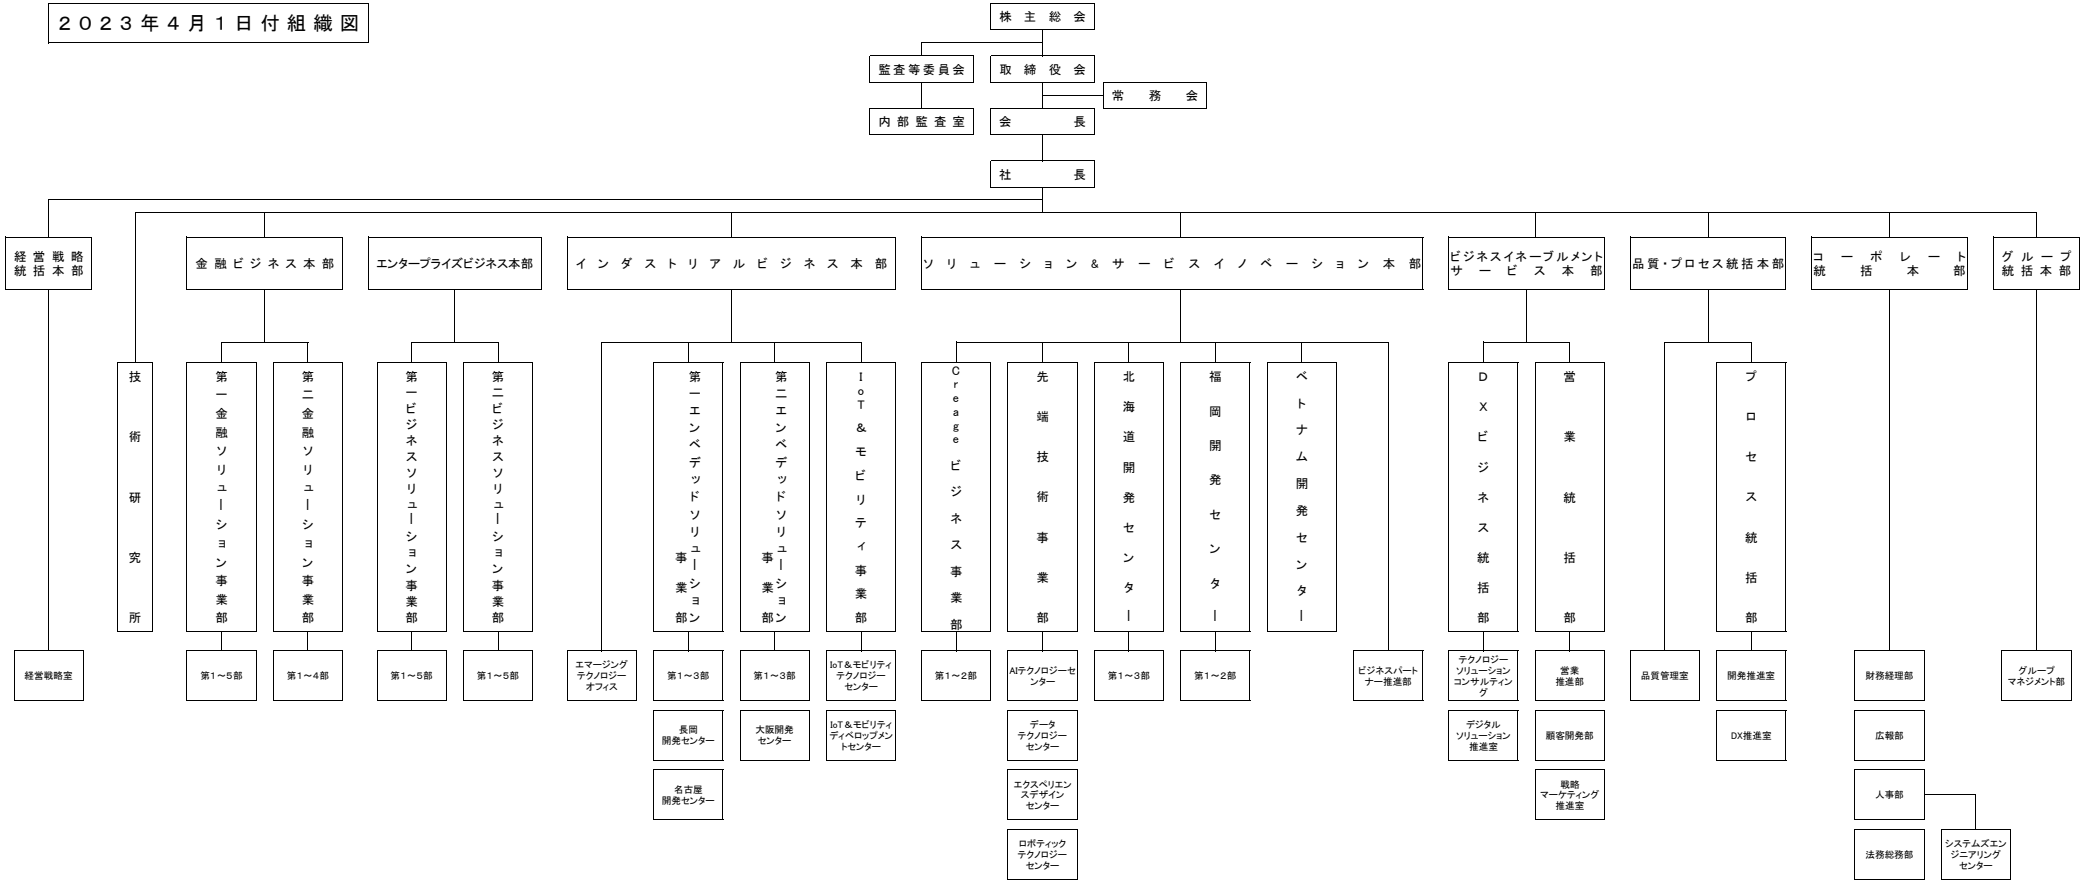 ２０２３年４月１日付組織図
株主総会
監査等委員会
取締役会
常務会
内部監査室
会長
社長
経営戦略
統括本部
金融ビジネス本部
エンタープライズビジネス本部
インダストリアルビジネス本部
ソリューション＆サービスイノベーション本部
ビジネスイネーブルメント
サービス本部
品質・プロセス統括本部
コーポレート
統括本部
グループ
統括本部
技術研究所
第一金融ソリューション事業部
第二金融ソリューション事業部
第一ビジネスソリューション事業部
第二ビジネスソリューション事業部
第一エンベデッドソリューション
事業部
第二エンベデッドソリューション
事業部
IoT＆モビリティ事業部
Creageビジネス事業部
先端技術事業部
北海道開発センター
福岡開発センター
ベトナム開発センター
DXビジネス統括部
営業統括部
プロセス統括部
経営戦略室
第１～５部
第１～４部
第１～５部
第１～５部
エマージング
テクノロジー
オフィス
第１～３部
第１～３部
IoT＆モビリティ
テクノロジー
センター
第１～２部
AIテクノロジーセ
ンター
第１～３部
第１～２部
ビジネスパート
ナー推進部
テクノロジー
ソリューション
コンサルティン
グ
営業
推進部
品質管理室
開発推進室
財務経理部
グループ
マネジメント部
長岡
開発センター
大阪開発
センター
IoT＆モビリティ
ディベロップメン
トセンター
データ
テクノロジー
センター
デジタル
ソリューション
推進室
顧客開発部
DX推進室
広報部
名古屋
開発センター
エクスペリエン
スデザイン
センター
戦略
マーケティング
推進室
人事部
ロボティック
テクノロジー
センター
法務総務部
システムズエン
ジニアリング
センター